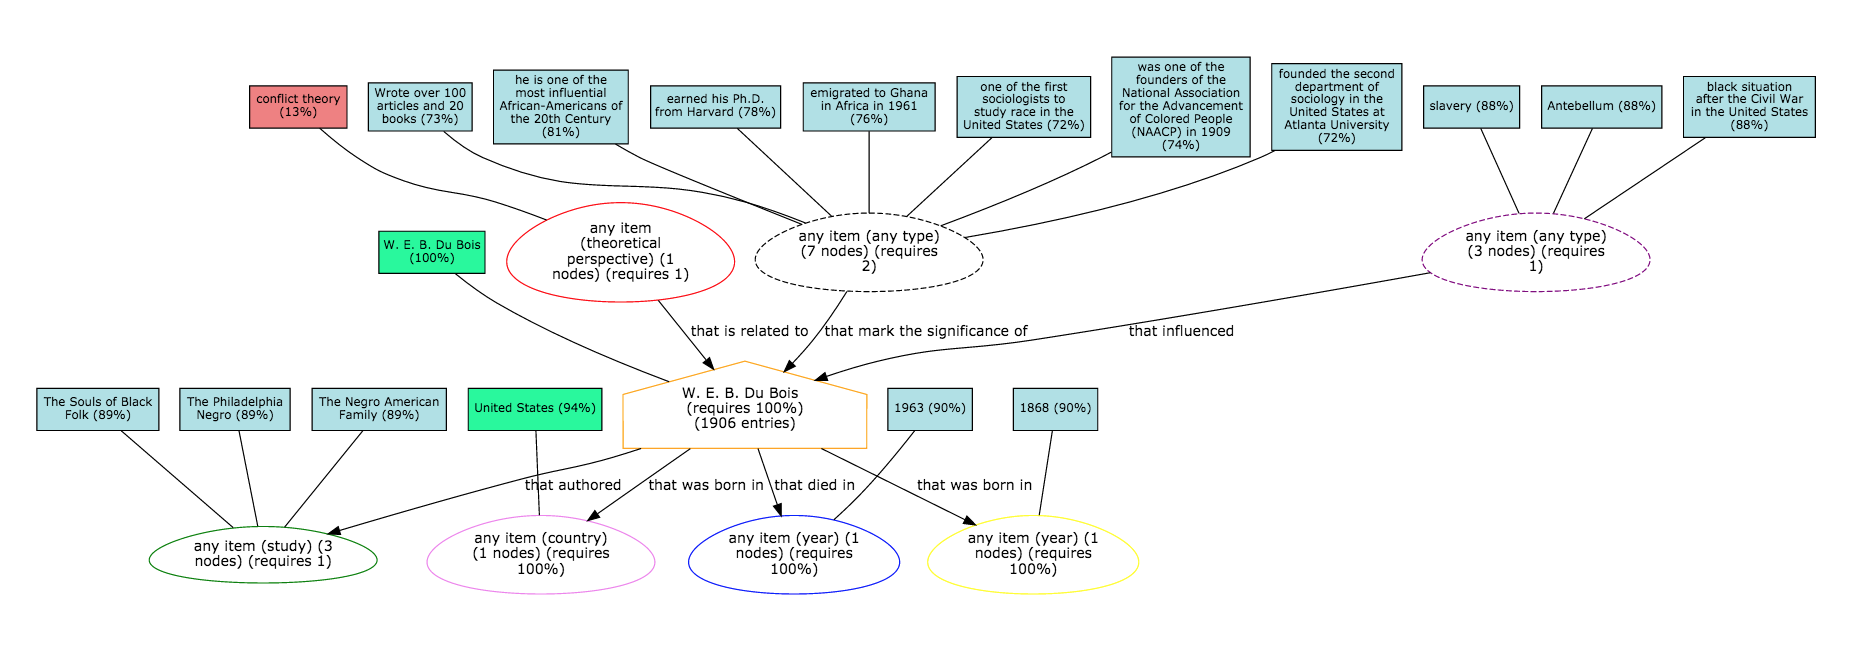 conflict theory
(13%)
Wrote over 100
articles and 20
books (73%)
he is one of the
most influential
African-Americans of
the 20th Century
(81%)
earned his Ph.D.
from Harvard (78%)
emigrated to Ghana
in Africa in 1961
(76%)
one of the first
sociologists to
study race in the
United States (72%)
was one of the
founders of the
National Association
for the Advancement
of Colored People
(NAACP) in 1909
(74%)
founded the second
department of
sociology in the
United States at
Atlanta University
(72%)
slavery (88%)
Antebellum (88%)
black situation
after the Civil War
in the United States
(88%)
W. E. B. Du Bois
(100%)
any item
(theoretical
perspective) (1
nodes) (requires 1)
any item (any type)
(7 nodes) (requires
2)
any item (any type)
(3 nodes) (requires
1)
that is related to
that mark the significance of
that influenced
The Souls of Black
Folk (89%)
The Philadelphia
Negro (89%)
The Negro American
Family (89%)
United States (94%)
W. E. B. Du Bois
(requires 100%)
(1906 entries)
1963 (90%)
1868 (90%)
that authored
that was born in
that died in
that was born in
any item (study) (3
nodes) (requires 1)
any item (country)
(1 nodes) (requires
100%)
any item (year) (1
nodes) (requires
100%)
any item (year) (1
nodes) (requires
100%)